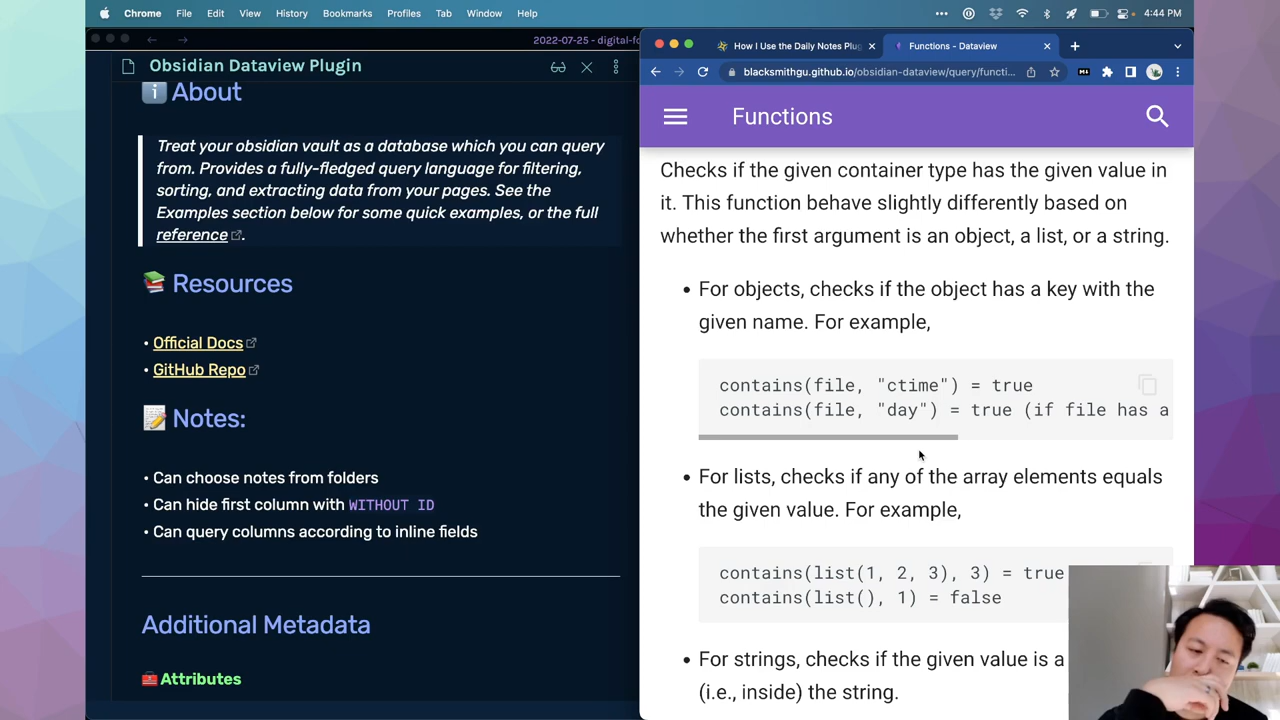 Chrome File Edit View History Bookmarks Profiles Tab Window Help 4:44 PM
2022-07-25 - digital-fo
Obsidian Dataview Plugin
About
Treat your obsidian vault as a database which you can query
from. Provides a fully-fledged query language for filtering,
sorting, and extracting data from your pages. See the
Examples section below for some quick examples, or the full
reference.
Resources
• Official Docs
• GitHub Repo
Notes:
• Can choose notes from folders
• Can hide first column with WITHOUT ID
• Can query columns according to inline fields
Additional Metadata
Attributes
How I Use the Daily Notes Plug
Functions - Dataview
blacksmithgu.github.io/obsidian-dataview/query/functi...
Functions
Checks if the given container type has the given value in
it. This function behave slightly differently based on
whether the first argument is an object, a list, or a string.
• For objects, checks if the object has a key with the
given name. For example,
contains(file, "ctime") = true
contains(file, "day") = true (if file has a
• For lists, checks if any of the array elements equals
the given value. For example,
contains(list(1, 2, 3), 3) = true
contains(list(), 1) = false
• For strings, checks if the given value is a
(i.e., inside) the string.